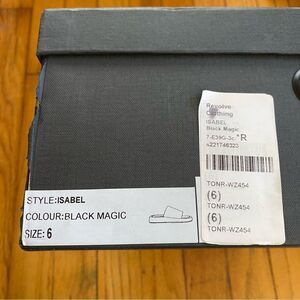 Revolve
Clothing
ISABEL
Black Magic
*R
s221746323
TONR-WZ454
(6)
TONR-WZ454
(6)
TONR-WZ454
STYLE:ISABEL
COLOUR:BLACK MAGIC
SIZE: 6